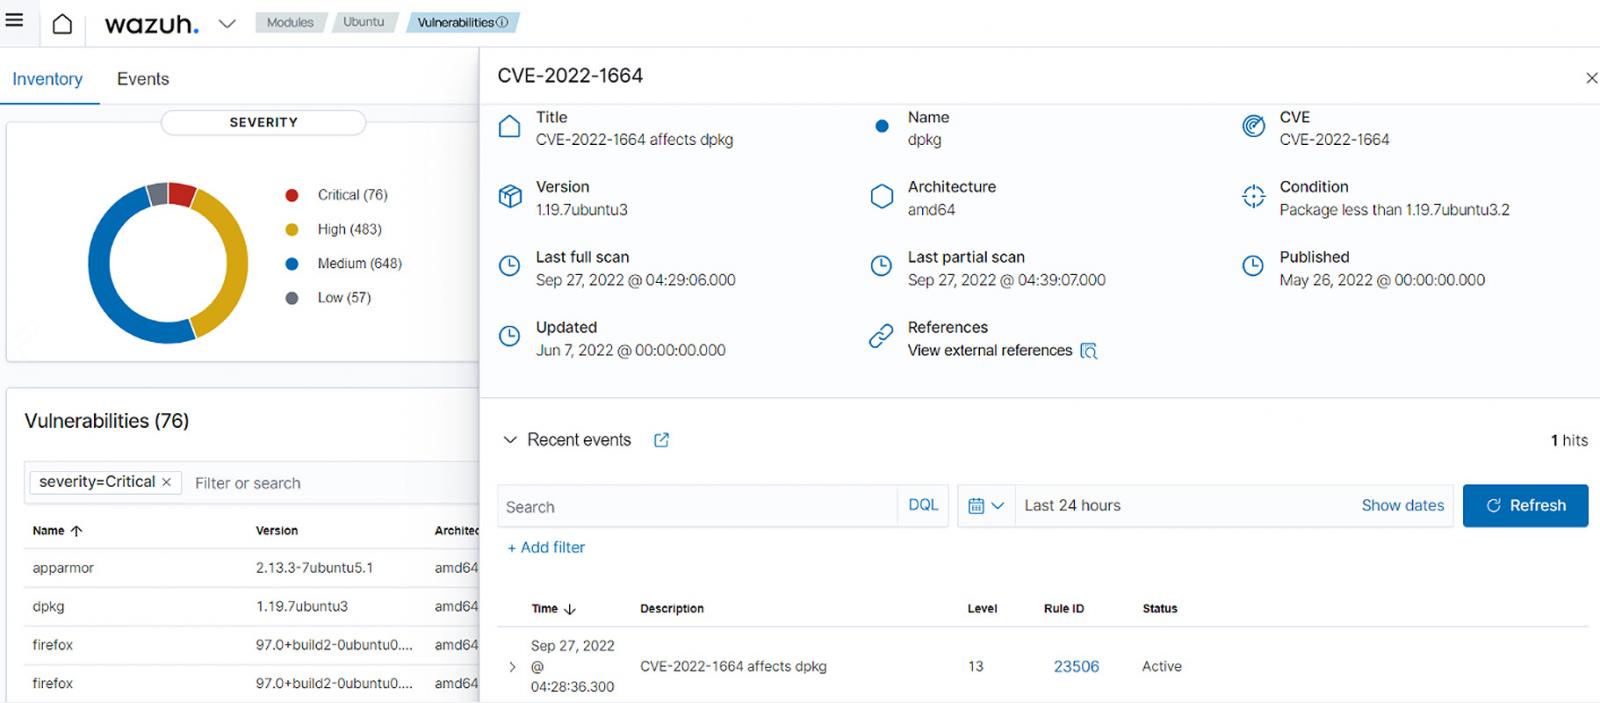 wazuh.
Modules
Ubuntu
Vulnerabilities
Inventory
Events
SEVERITY
Critical (76)
High (483)
Medium (648)
Low (57)
Vulnerabilities (76)
severity=Critical ×
Filter or search
Name ↑ Version Architec
apparmor 2.13.3-7ubuntu5.1 amd64
dpkg 1.19.7ubuntu3 amd64
firefox 97.0+build2-0ubuntu0.... amd64
firefox 97.0+build2-0ubuntu0.... amd64
CVE-2022-1664
Title
CVE-2022-1664 affects dpkg
Name
dpkg
CVE
CVE-2022-1664
Version
1.19.7ubuntu3
Architecture
amd64
Condition
Package less than 1.19.7ubuntu3.2
Last full scan
Sep 27, 2022 @ 04:29:06.000
Last partial scan
Sep 27, 2022 @ 04:39:07.000
Published
May 26, 2022 @ 00:00:00.000
Updated
Jun 7, 2022 @ 00:00:00.000
References
View external references
Recent events
1 hits
Search
DQL
Last 24 hours
Show dates
Refresh
+ Add filter
Time ↓ Description Level Rule ID Status
Sep 27, 2022
@
04:28:36.300
CVE-2022-1664 affects dpkg
13
23506
Active